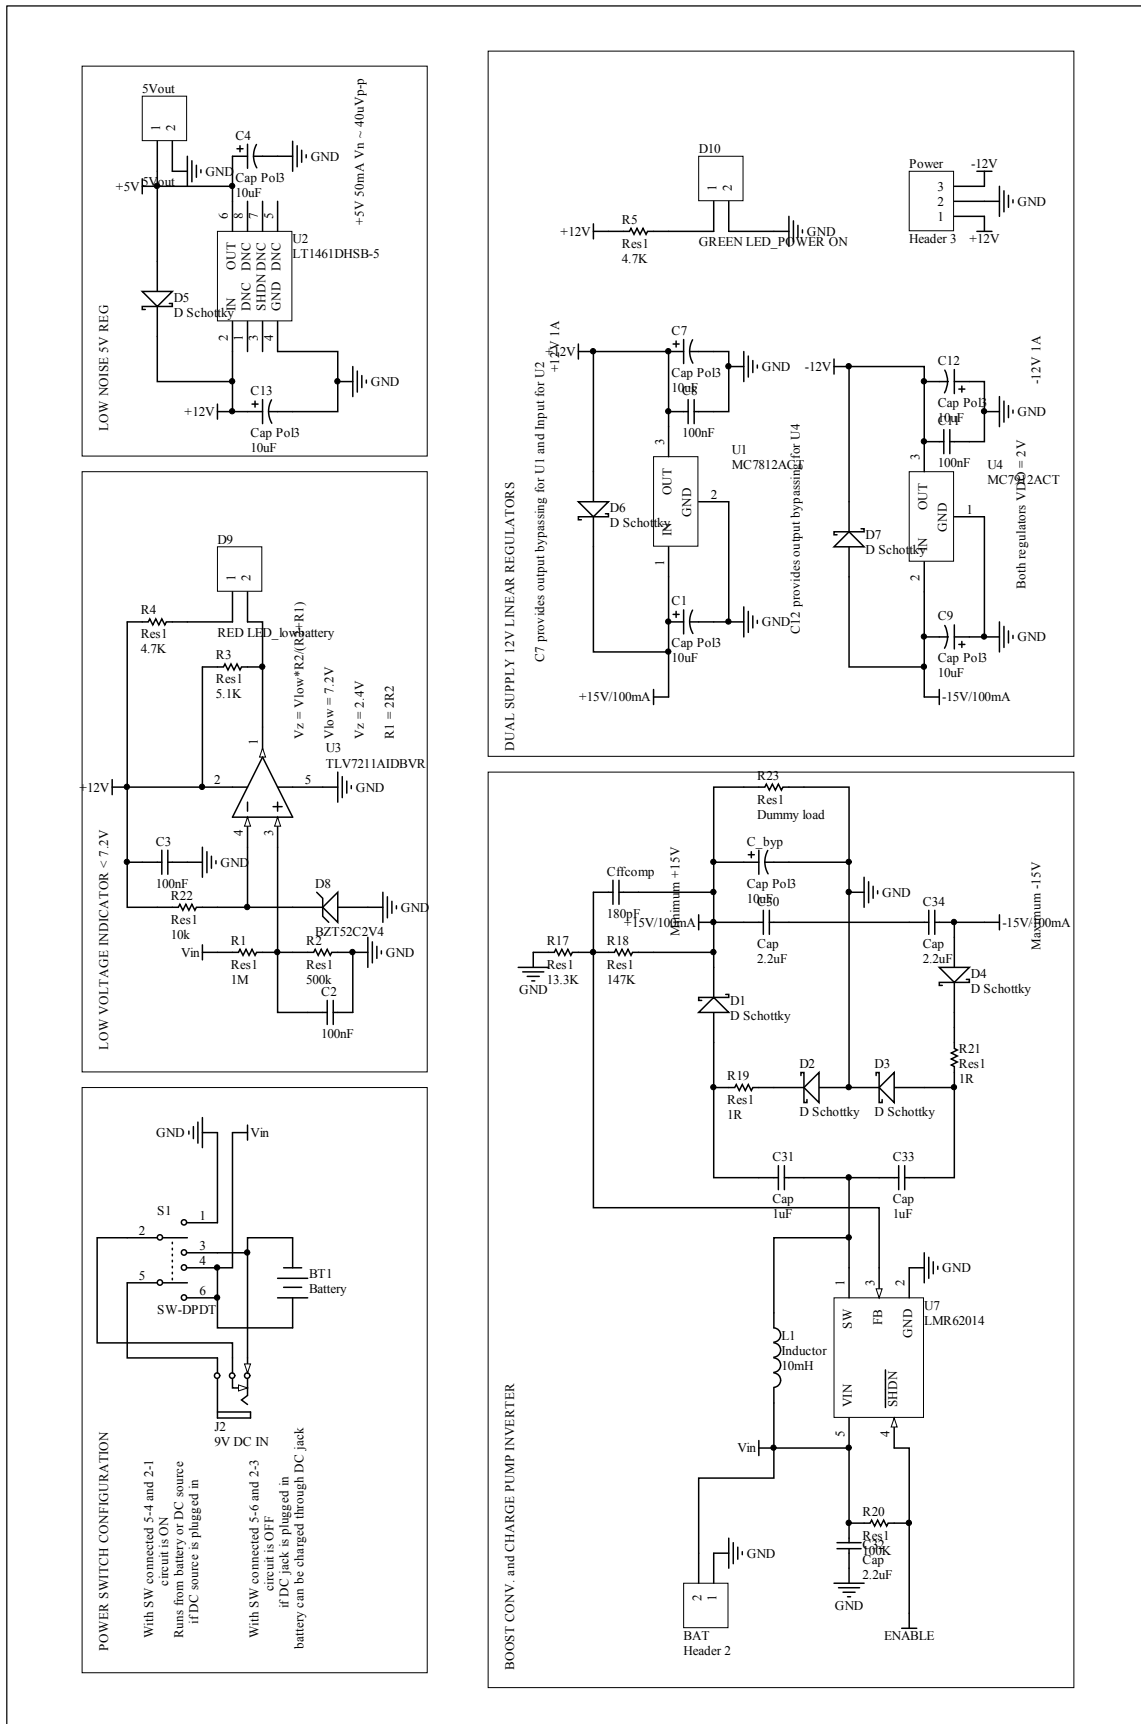 LOW NOISE 5V REG
5Vout
1
2
GND
+5V
5Vout
C4
Cap Pol3
10uF
GND
+5V 50mA Vn ~ 40uVp-p
6
8
7
5
OUT
DNC
DNC
DNC
IN
DNC
SHDN
GND
U2
LT1461DHSB-5
2
1
3
4
D5
D Schottky
+12V
C13
Cap Pol3
10uF
GND
LOW VOLTAGE INDICATOR < 7.2V
D9
1
2
RED LED_lowbattery
R4
Res1
4.7K
R3
Res1
5.1K
Vz = Vlow*R2/(R2+R1)
Vlow = 7.2V
Vz = 2.4V
R1 = 2R2
1
U3
TLV7211AIDBVR
+12V
2
5
GND
4
3
C3
100nF
GND
R22
Res1
10k
D8
BZT52C2V4
GND
Vin
R1
Res1
1M
R2
Res1
500k
GND
C2
100nF
POWER SWITCH CONFIGURATION
GND
Vin
S1
1
2
3
4
5
6
SW-DPDT
BT1
Battery
J2
9V DC IN
With SW connected 5-4 and 2-1
circuit is ON
Runs from battery or DC source
if DC source is plugged in
With SW connected 5-6 and 2-3
circuit is OFF
if DC jack is plugged in
battery can be charged through DC jack
DUAL SUPPLY 12V LINEAR REGULATORS
D10
1
2
GREEN LED_POWER ON
+12V
R5
Res1
4.7K
GND
Power
3
2
1
Header 3
-12V
GND
+12V
C7 provides output bypassing for U1 and Input for U2
+12V 1A
+12V
C7
Cap Pol3
10uF
C8
100nF
GND
3
U1
MC7812ACT
OUT
GND
IN
2
1
D6
D Schottky
C1
Cap Pol3
10uF
GND
+15V/100mA
C12 provides output bypassing for U4
-12V
C12
Cap Pol3
10uF
C11
100nF
GND
-12V 1A
3
U4
MC7912ACT
OUT
GND
IN
1
2
D7
D Schottky
Both regulators VDO = 2V
C9
Cap Pol3
10uF
GND
-15V/100mA
BOOST CONV. and CHARGE PUMP INVERTER
R23
Res1
Dummy load
C_byp
Cap Pol3
10uF
Cffcomp
180pF
Minimum +15V
+15V/100mA
GND
C30
Cap
2.2uF
C34
Cap
2.2uF
-15V/100mA
Maximum -15V
R17
Res1
13.3K
GND
R18
Res1
147K
D1
D Schottky
D4
D Schottky
R19
Res1
1R
D2
D Schottky
D3
D Schottky
R21
Res1
1R
C31
Cap
1uF
C33
Cap
1uF
L1
Inductor
10mH
1
3
2
GND
SW
FB
GND
VIN
SHDN
U7
LMR62014
5
4
Vin
GND
2
1
BAT
Header 2
R20
Res1
100K
C32
Cap
2.2uF
GND
ENABLE